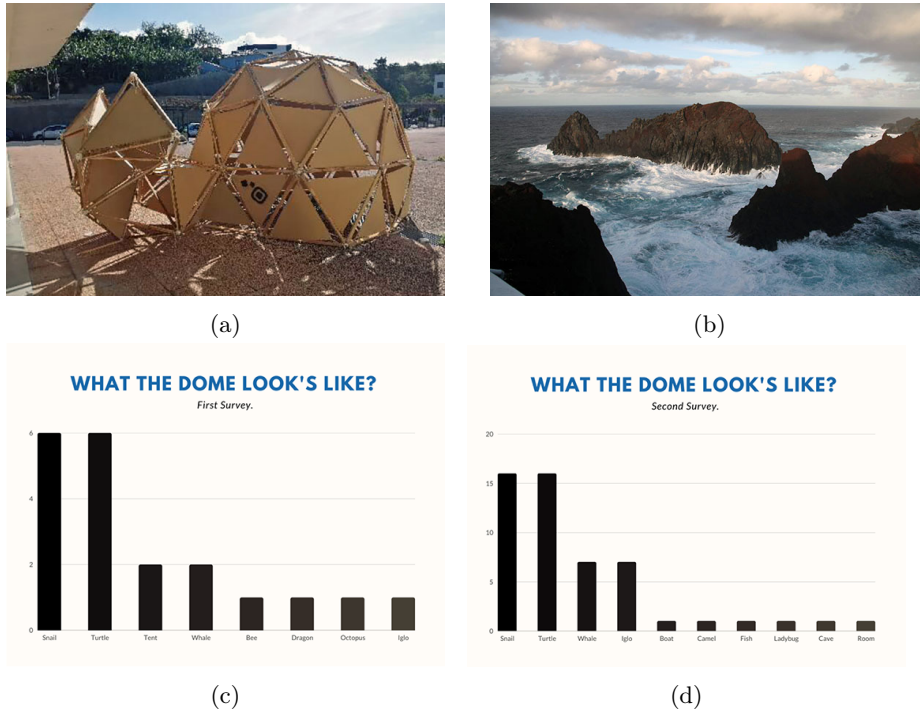 (a)
(b)
WHAT THE DOME LOOK'S LIKE?
First Survey.
6
4
2
0
Snail Turtle Tent Whale Bee Dragon Octopus Iglo
(c)
WHAT THE DOME LOOK'S LIKE?
Second Survey.
20
15
10
5
0
Snail Turtle Whale Iglo Boat Camel Fish Ladybug Cave Room
(d)